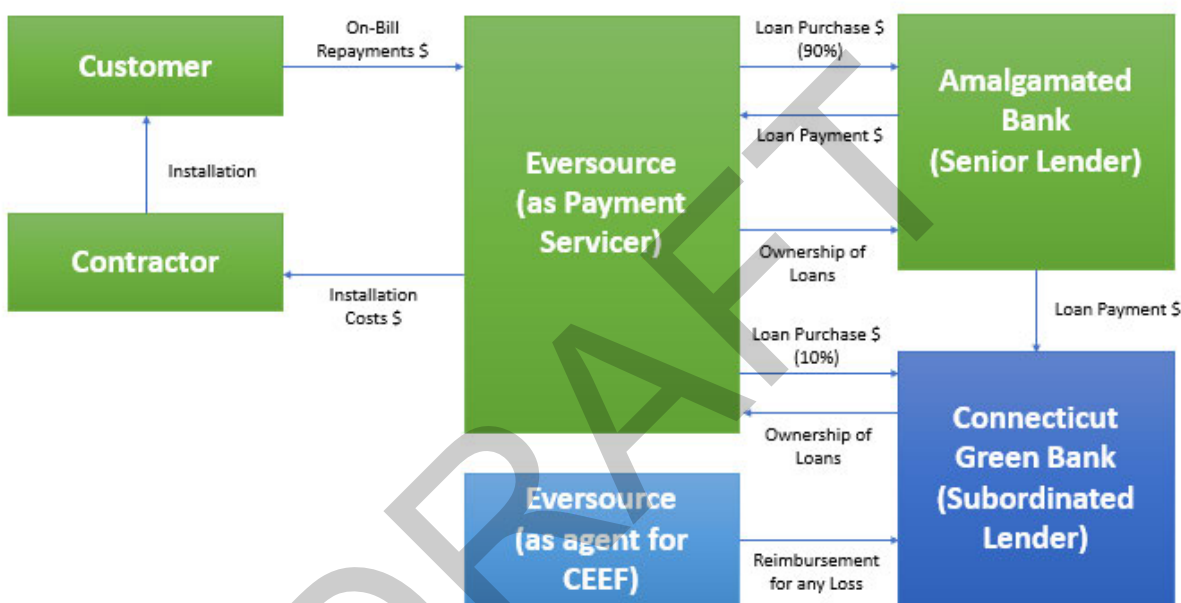 Customer
On-Bill
Repayments $
Installation
Contractor
Installation
Costs $
Eversource
(as Payment
Servicer)
Loan Purchase $
(90%)
Loan Payment $
Ownership of
Loans
Amalgamated
Bank
(Senior Lender)
Loan Payment $
Loan Purchase $
(10%)
Ownership of
Loans
Connecticut
Green Bank
(Subordinated
Lender)
Eversource
(as agent for
CEEF)
Reimbursement
for any Loss
DRAFT